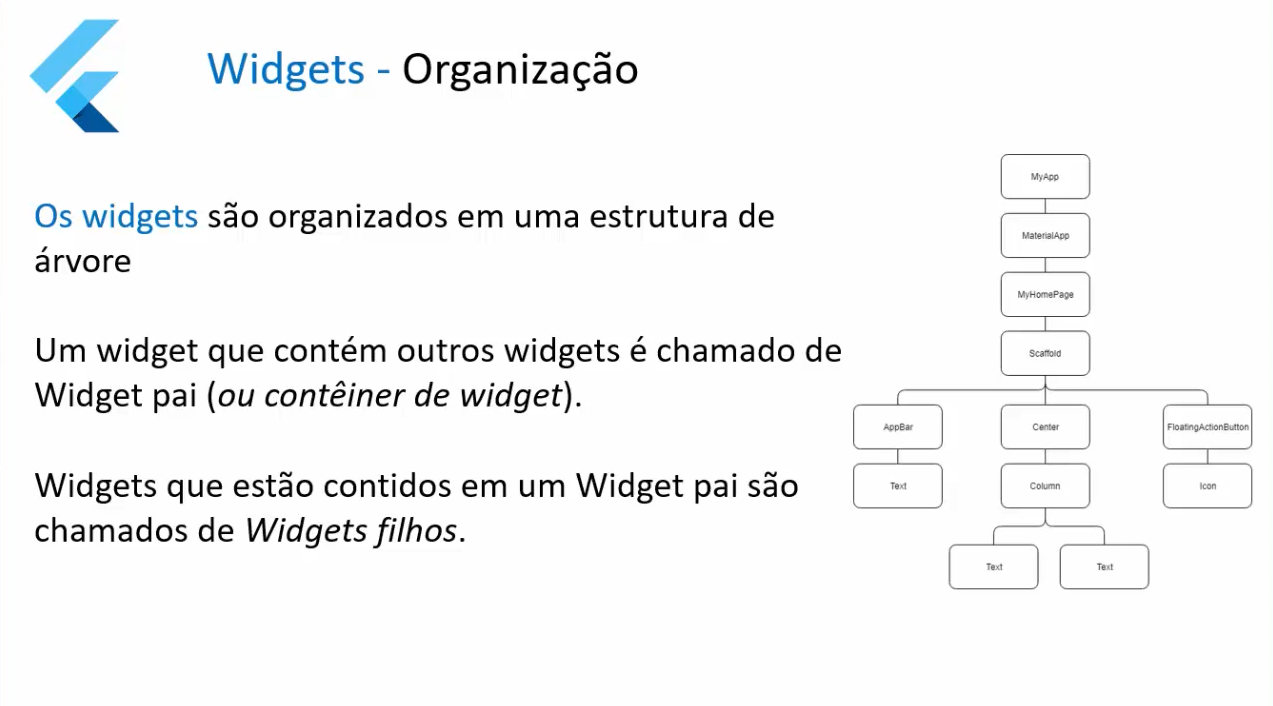 Widgets - Organização
Os widgets são organizados em uma estrutura de
árvore
Um widget que contém outros widgets é chamado de
Widget pai (ou contêiner de widget).
Widgets que estão contidos em um Widget pai são
chamados de Widgets filhos.
MyApp
MaterialApp
MyHomePage
Scaffold
AppBar
Center
FloatingActionButton
Text
Column
Icon
Text
Text